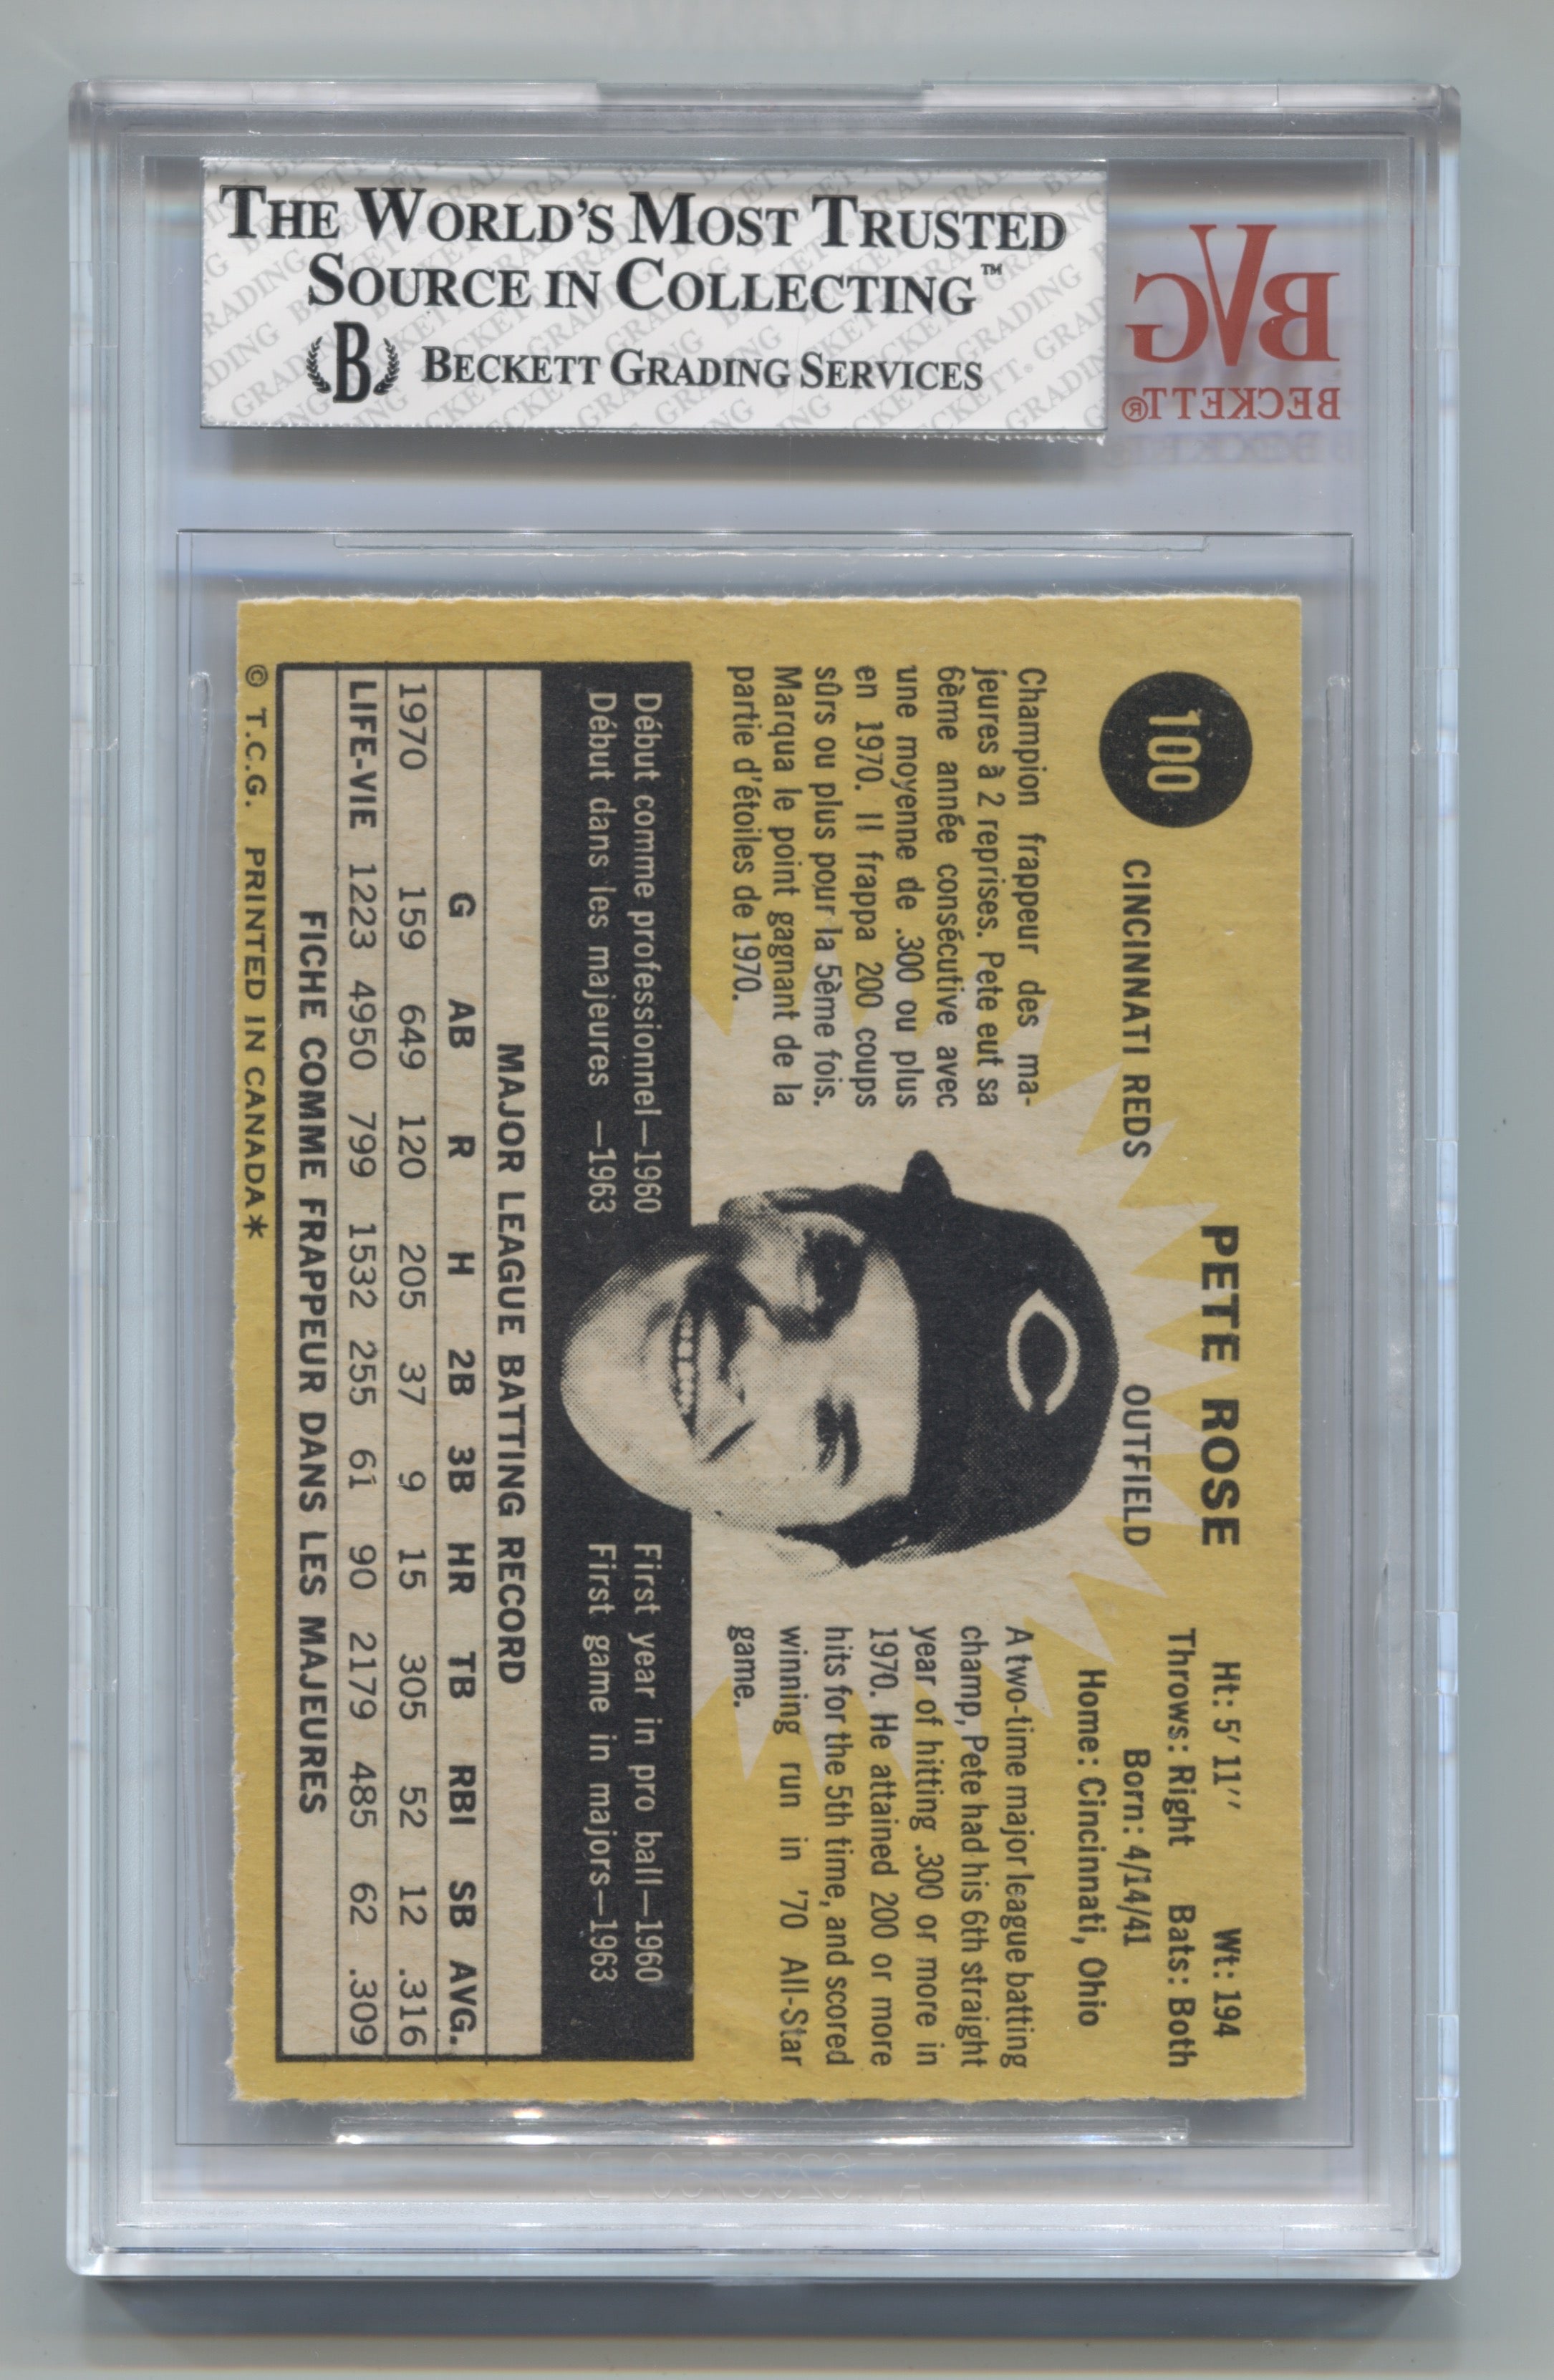 THE WORLD'S MOST TRUSTED
SOURCE IN COLLECTING™
B BECKETT GRADING SERVICES
BVG
BECKETT®
100
PETE ROSE
CINCINNATI REDS
OUTFIELD
Ht: 5' 11'' Wt: 194
Throws: Right Bats: Both
Born: 4/14/41
Home: Cincinnati, Ohio
Champion frappeur des ma-
jeures à 2 reprises. Pete eut sa
6ème année consécutive avec
une moyenne de .300 ou plus
en 1970. Il frappa 200 coups
sûrs ou plus pour la 5ème fois.
Marqua le point gagnant de la
partie d'étoiles de 1970.
A two-time major league batting
champ, Pete had his 6th straight
year of hitting .300 or more in
1970. He attained 200 or more
hits for the 5th time, and scored
winning run in '70 All-Star
game.
Début comme professionnel—1960
Début dans les majeures —1963
First year in pro ball—1960
First game in majors—1963
MAJOR LEAGUE BATTING RECORD
G AB R H 2B 3B HR TB RBI SB AVG.
1970 159 649 120 205 37 9 15 305 52 12 .316
LIFE-VIE 1223 4950 799 1532 255 61 90 2179 485 62 .309
FICHE COMME FRAPPEUR DANS LES MAJEURES
© T.C.G. PRINTED IN CANADA*